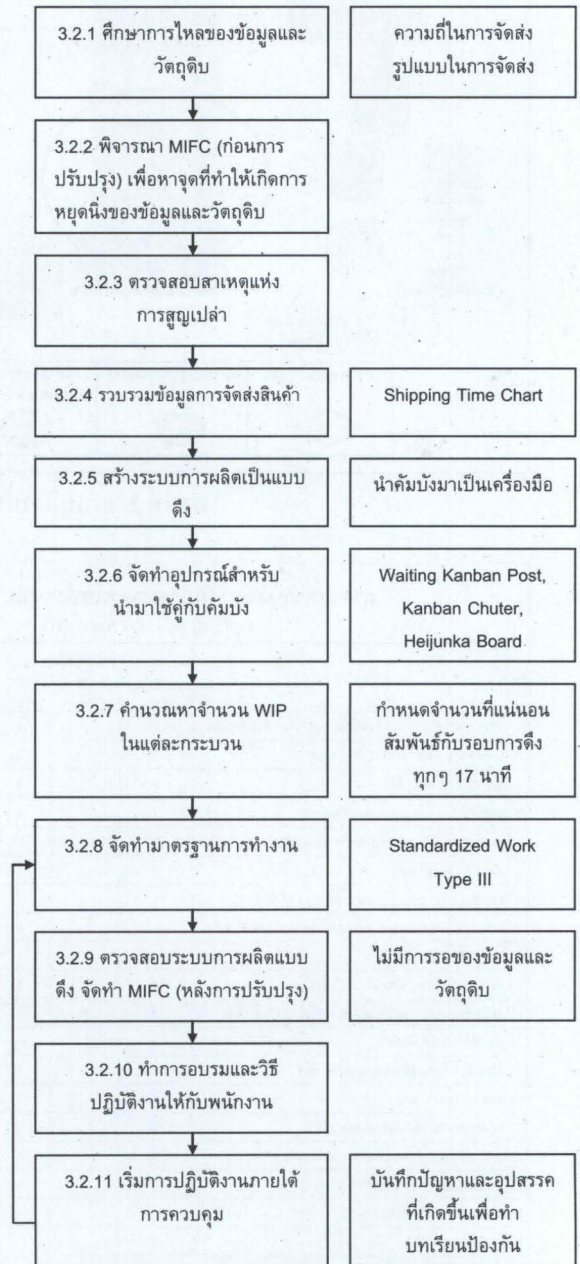 3.2.1 ศึกษาการไหลของข้อมูลและ
วัตถุดิบ
ความถี่ในการจัดส่ง
รูปแบบในการจัดส่ง
3.2.2 พิจารณา MIFC (ก่อนการ
ปรับปรุง) เพื่อหาจุดที่ทำให้เกิดการ
หยุดนิ่งของข้อมูลและวัตถุดิบ
3.2.3 ตรวจสอบสาเหตุแห่ง
การสูญเปล่า
3.2.4 รวบรวมข้อมูลการจัดส่งสินค้า
Shipping Time Chart
3.2.5 สร้างระบบการผลิตเป็นแบบ
ดึง
นำคัมบังมาเป็นเครื่องมือ
3.2.6 จัดทำอุปกรณ์สำหรับ
นำมาใช้คู่กับคัมบัง
Waiting Kanban Post,
Kanban Chuter,
Heijunka Board
3.2.7 คำนวณหาจำนวน WIP
ในแต่ละกระบวน
กำหนดจำนวนที่แน่นอน
สัมพันธ์กับรอบการดึง
ทุกๆ 17 นาที
3.2.8 จัดทำมาตรฐานการทำงาน
Standardized Work
Type III
3.2.9 ตรวจสอบระบบการผลิตแบบ
ดึง จัดทำ MIFC (หลังการปรับปรุง)
ไม่มีการรอของข้อมูลและ
วัตถุดิบ
3.2.10 ทำการอบรมและวิธี
ปฏิบัติงานให้กับพนักงาน
3.2.11 เริ่มการปฏิบัติงานภายใต้
การควบคุม
บันทึกปัญหาและอุปสรรค
ที่เกิดขึ้นเพื่อทำ
บทเรียนป้องกัน